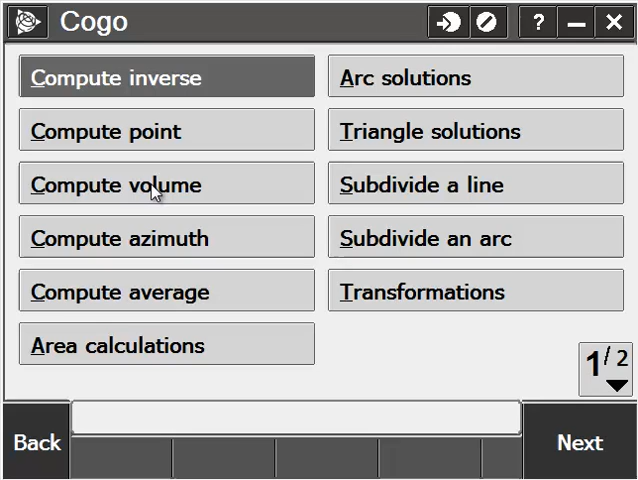 Cogo
?
Compute inverse
Compute point
Compute volume
Compute azimuth
Compute average
Area calculations
Arc solutions
Triangle solutions
Subdivide a line
Subdivide an arc
Transformations
1/2
Back
Next